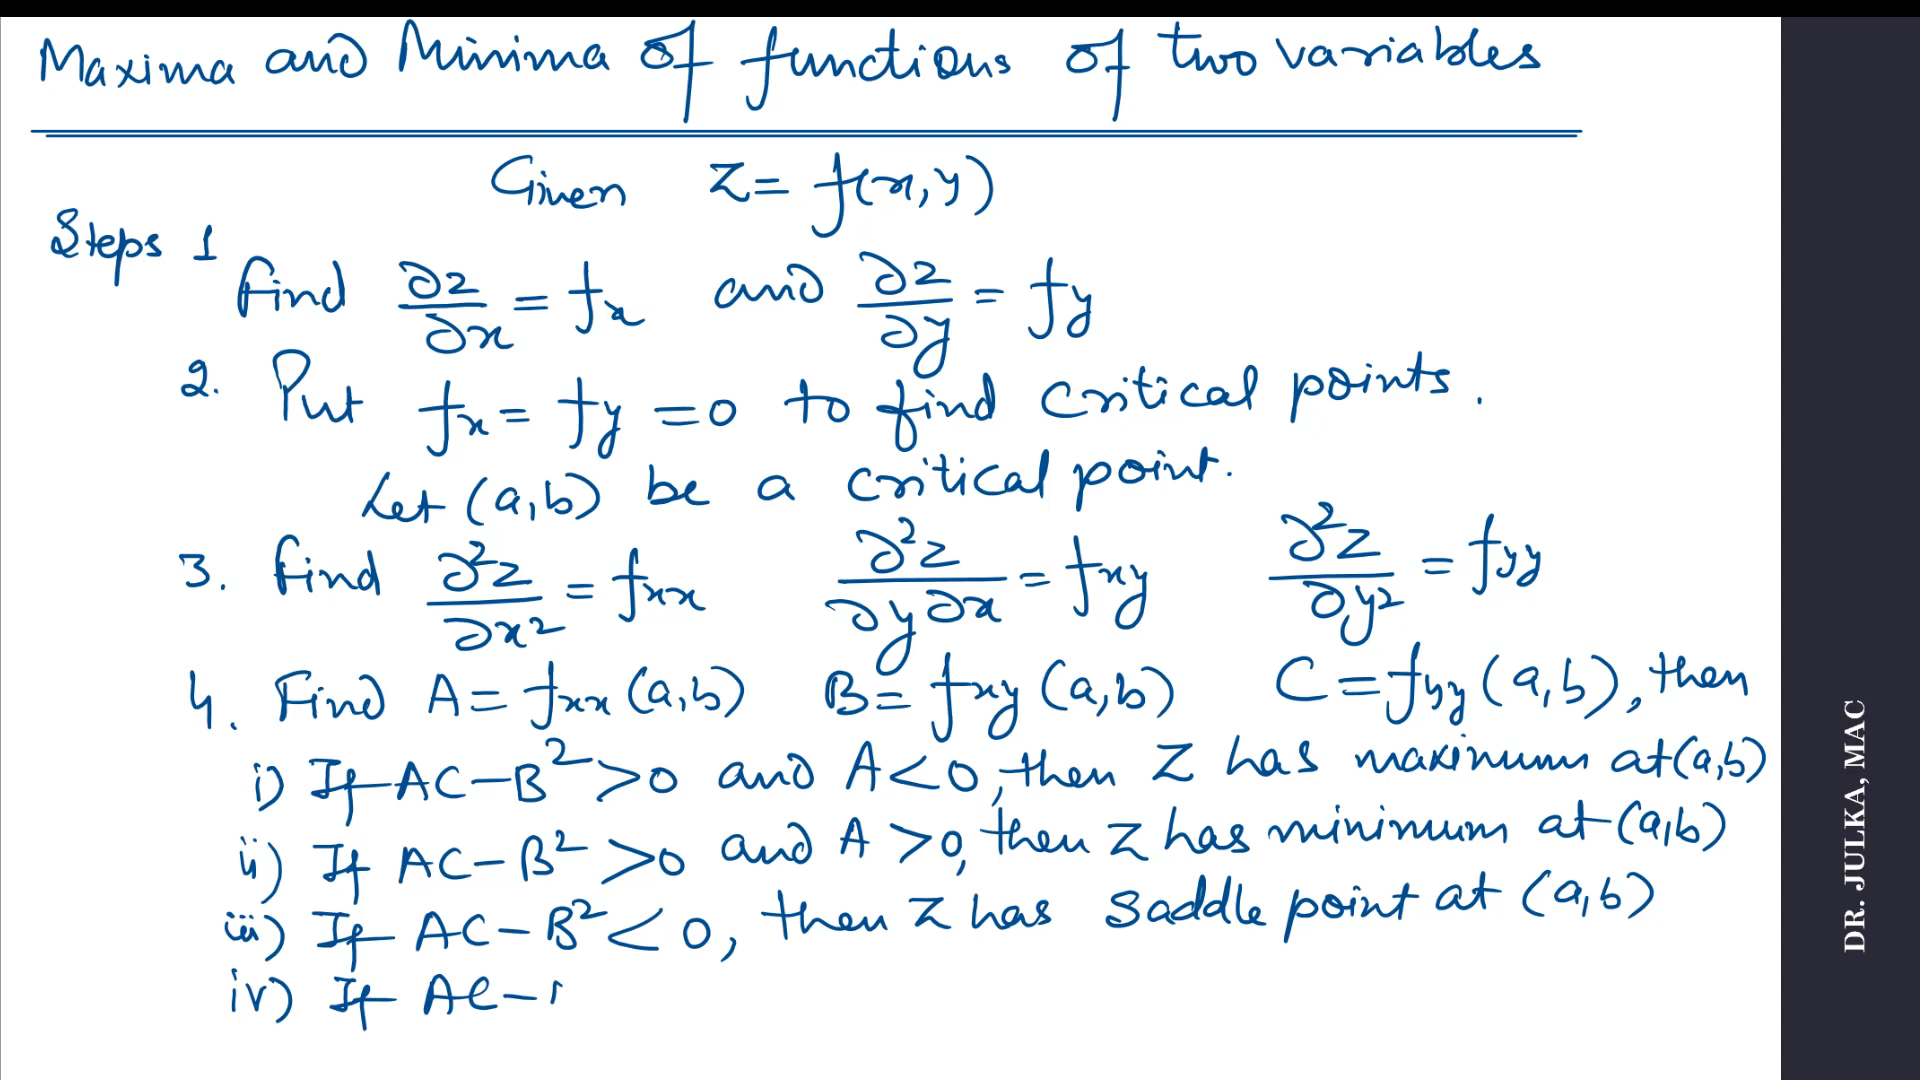 Maxima and Minima of functions of two variables
Given z = f(x,y)
Steps 1
Find ∂z/∂x = fx and ∂z/∂y = fy
2. Put fx = fy = 0 to find critical points.
Let (a,b) be a critical point.
3. Find ∂²z/∂x² = fxx ∂²z/∂y∂x = fxy ∂²z/∂y² = fyy
4. Find A = fxx (a,b) B = fxy (a,b) C = fyy (a,b), then
i) If AC-B² > 0 and A < 0, then z has maximum at (a,b)
ii) If AC-B² > 0 and A > 0, then z has minimum at (a,b)
iii) If AC-B² < 0, then z has saddle point at (a,b)
iv) If AC-
DR. JULKA, MAC